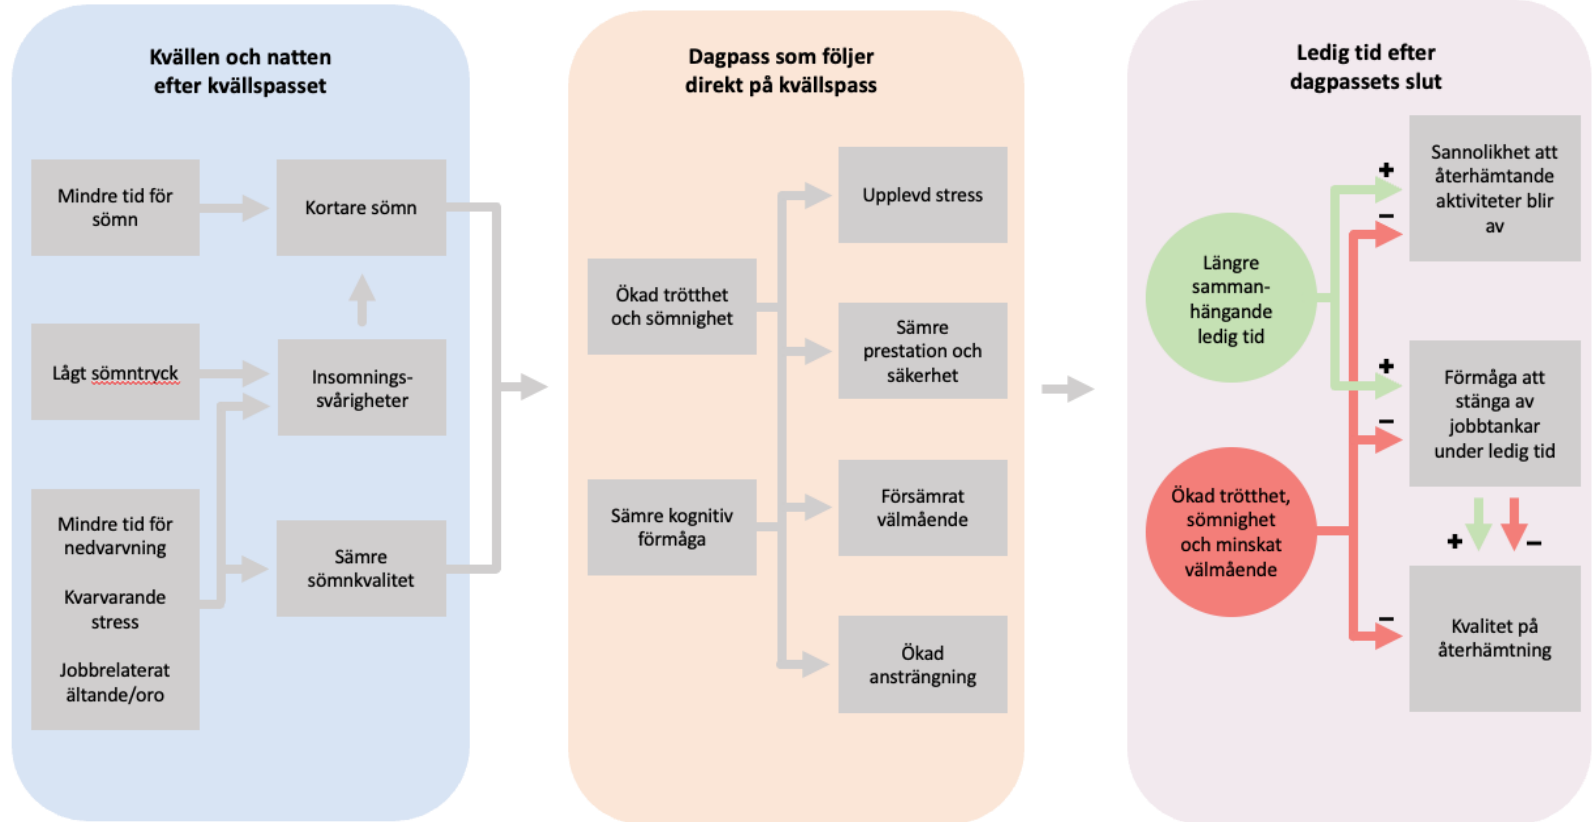 Kvällen och natten
efter kvällspasset
Mindre tid för
sömn
Kortare sömn
Lågt sömntryck
Insomnings-
svårigheter
Mindre tid för
nedvarvning
Kvarvarande
stress
Jobbrelaterat
ältande/oro
Sämre
sömnkvalitet
Dagpass som följer
direkt på kvällspass
Ökad trötthet
och sömnighet
Sämre kognitiv
förmåga
Upplevd stress
Sämre
prestation och
säkerhet
Försämrat
välmående
Ökad
ansträngning
Ledig tid efter
dagpassets slut
Längre
samman-
hängande
ledig tid
Ökad trötthet,
sömnighet
och minskat
välmående
+
–
Sannolikhet att
återhämtande
aktiviteter blir
av
+
–
Förmåga att
stänga av
jobbtankar
under ledig tid
+ –
–
Kvalitet på
återhämtning